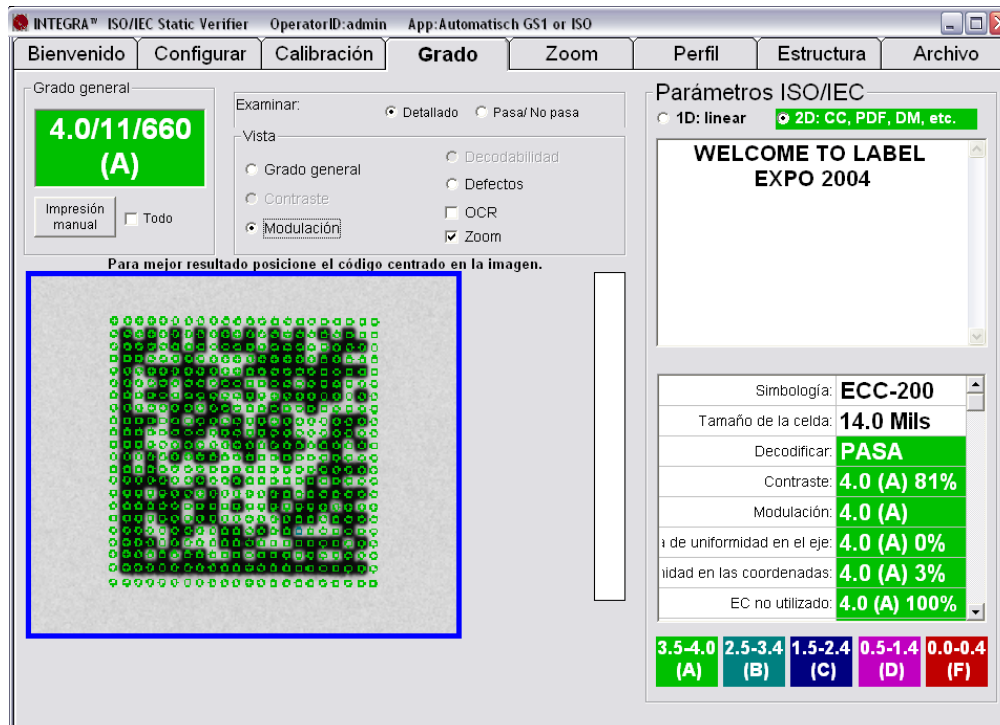 INTEGRA™ ISO/IEC Static Verifier OperatorID:admin App:Automatisch GS1 or ISO
Bienvenido Configurar Calibración Grado Zoom Perfil Estructura Archivo
Grado general
4.0/11/660
(A)
Impresión
manual
Todo
Examinar:
Detallado Pasa/ No pasa
Vista
Grado general
Contraste
Modulación
Decodabilidad
Defectos
OCR
Zoom
Para mejor resultado posicione el código centrado en la imagen.
Parámetros ISO/IEC
1D: linear 2D: CC, PDF, DM, etc.
WELCOME TO LABEL
EXPO 2004
Simbología: ECC-200
Tamaño de la celda: 14.0 Mils
Decodificar: PASA
Contraste: 4.0 (A) 81%
Modulación: 4.0 (A)
de uniformidad en el eje: 4.0 (A) 0%
en las coordenadas: 4.0 (A) 3%
EC no utilizado: 4.0 (A) 100%
3.5-4.0 2.5-3.4 1.5-2.4 0.5-1.4 0.0-0.4
(A) (B) (C) (D) (F)